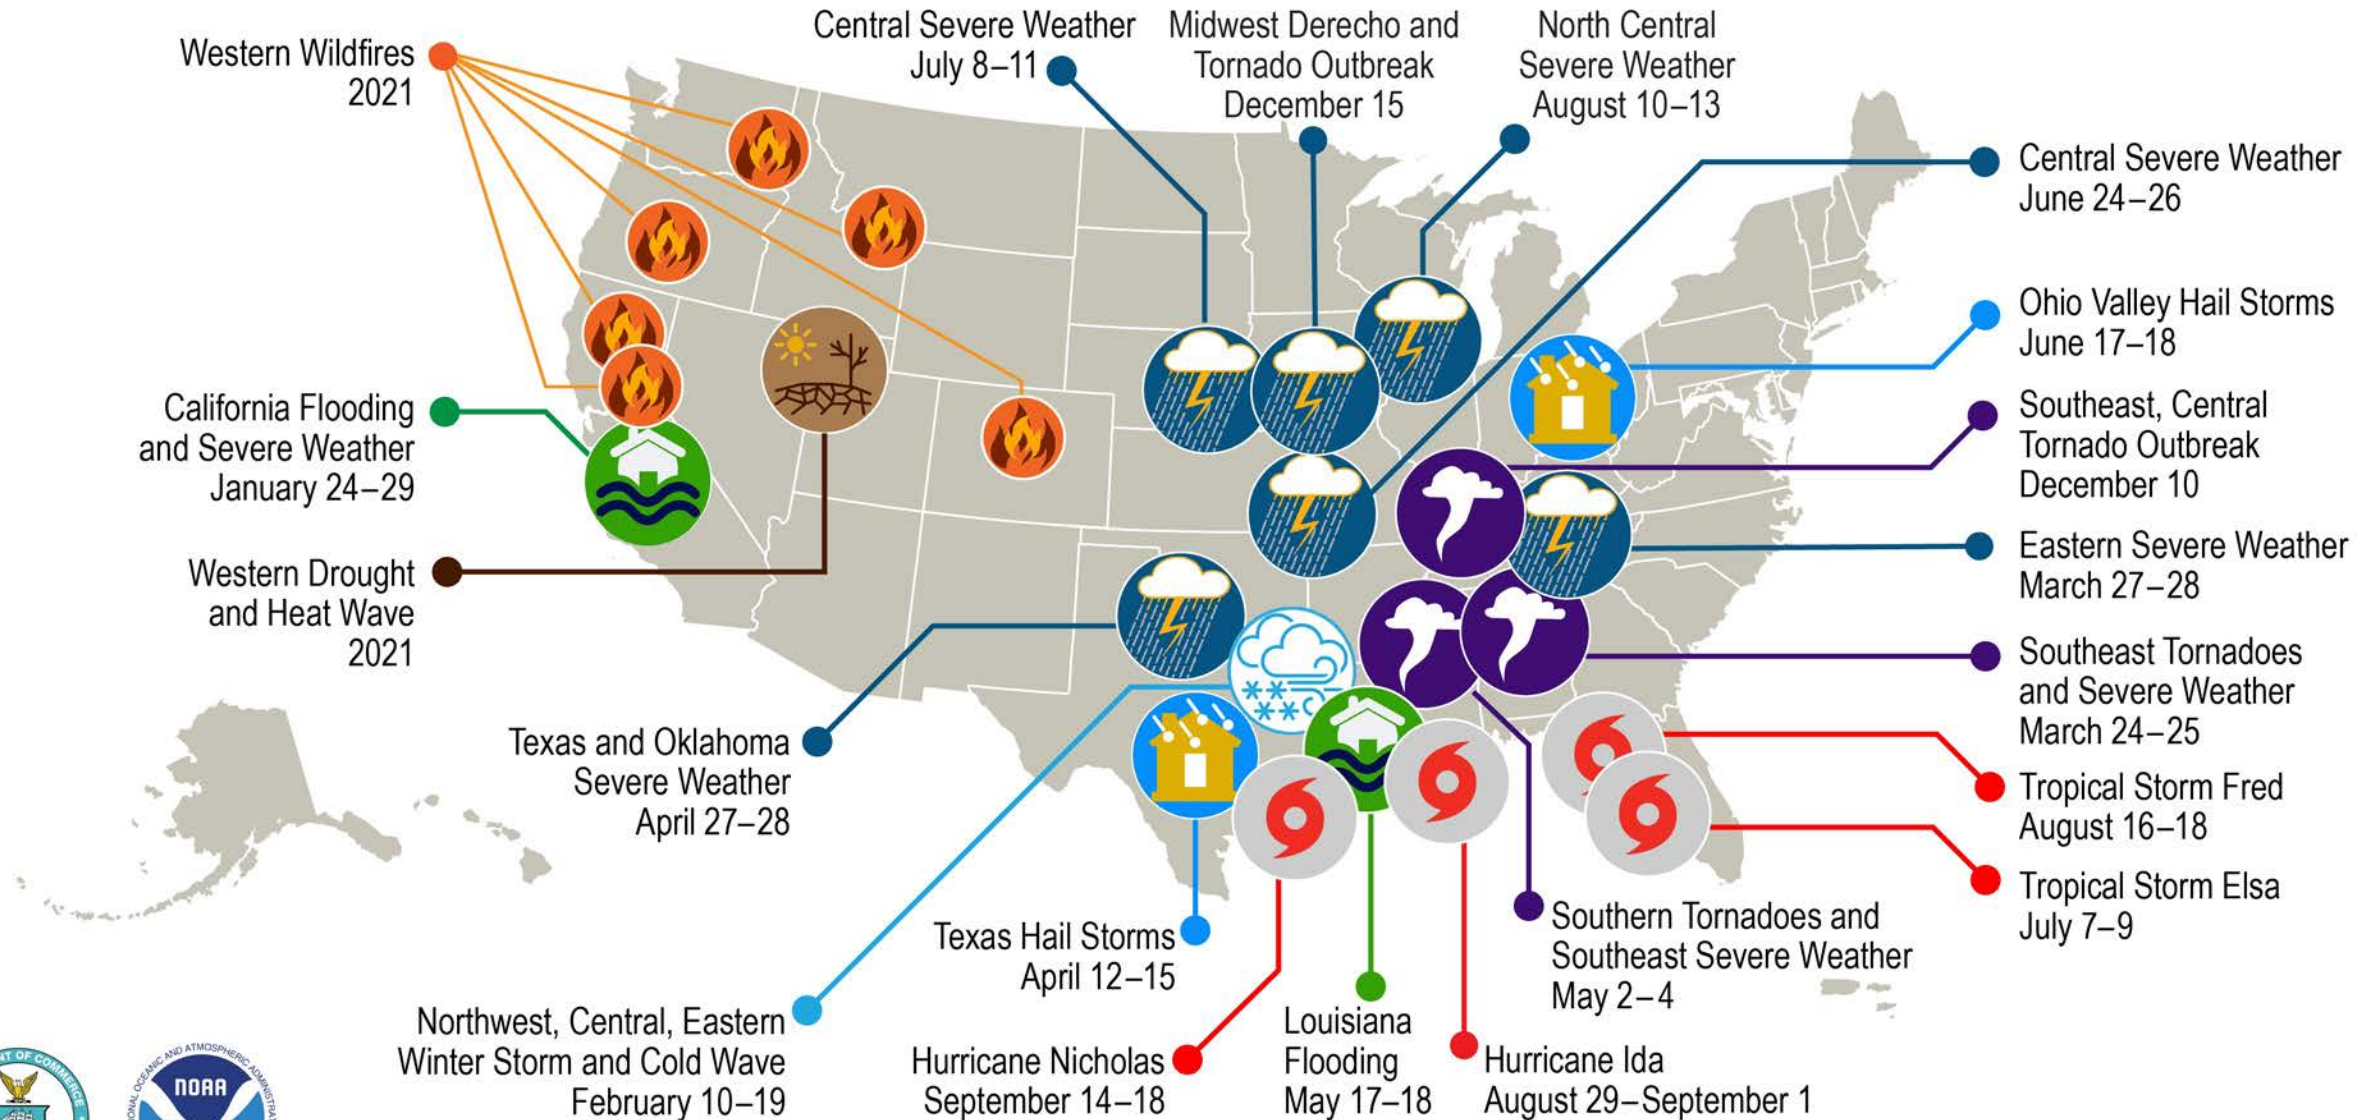 Western Wildfires
2021
Central Severe Weather
July 8–11
Midwest Derecho and
Tornado Outbreak
December 15
North Central
Severe Weather
August 10–13
Central Severe Weather
June 24–26
Ohio Valley Hail Storms
June 17–18
Southeast, Central
Tornado Outbreak
December 10
Eastern Severe Weather
March 27–28
Southeast Tornadoes
and Severe Weather
March 24–25
Tropical Storm Fred
August 16–18
Tropical Storm Elsa
July 7–9
California Flooding
and Severe Weather
January 24–29
Western Drought
and Heat Wave
2021
Texas and Oklahoma
Severe Weather
April 27–28
Texas Hail Storms
April 12–15
Southern Tornadoes and
Southeast Severe Weather
May 2–4
Northwest, Central, Eastern
Winter Storm and Cold Wave
February 10–19
Hurricane Nicholas
September 14–18
Louisiana
Flooding
May 17–18
Hurricane Ida
August 29–September 1
OF COMMERCE
OCEANIC AND ATMOSPHERIC
NOAA